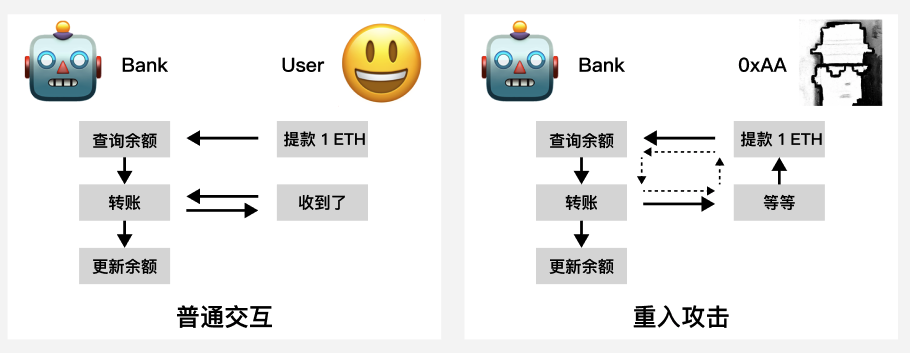 Bank
User
查询余额
提款 1 ETH
转账
收到了
更新余额
普通交互
Bank
0xAA
查询余额
提款 1 ETH
转账
等等
更新余额
重入攻击